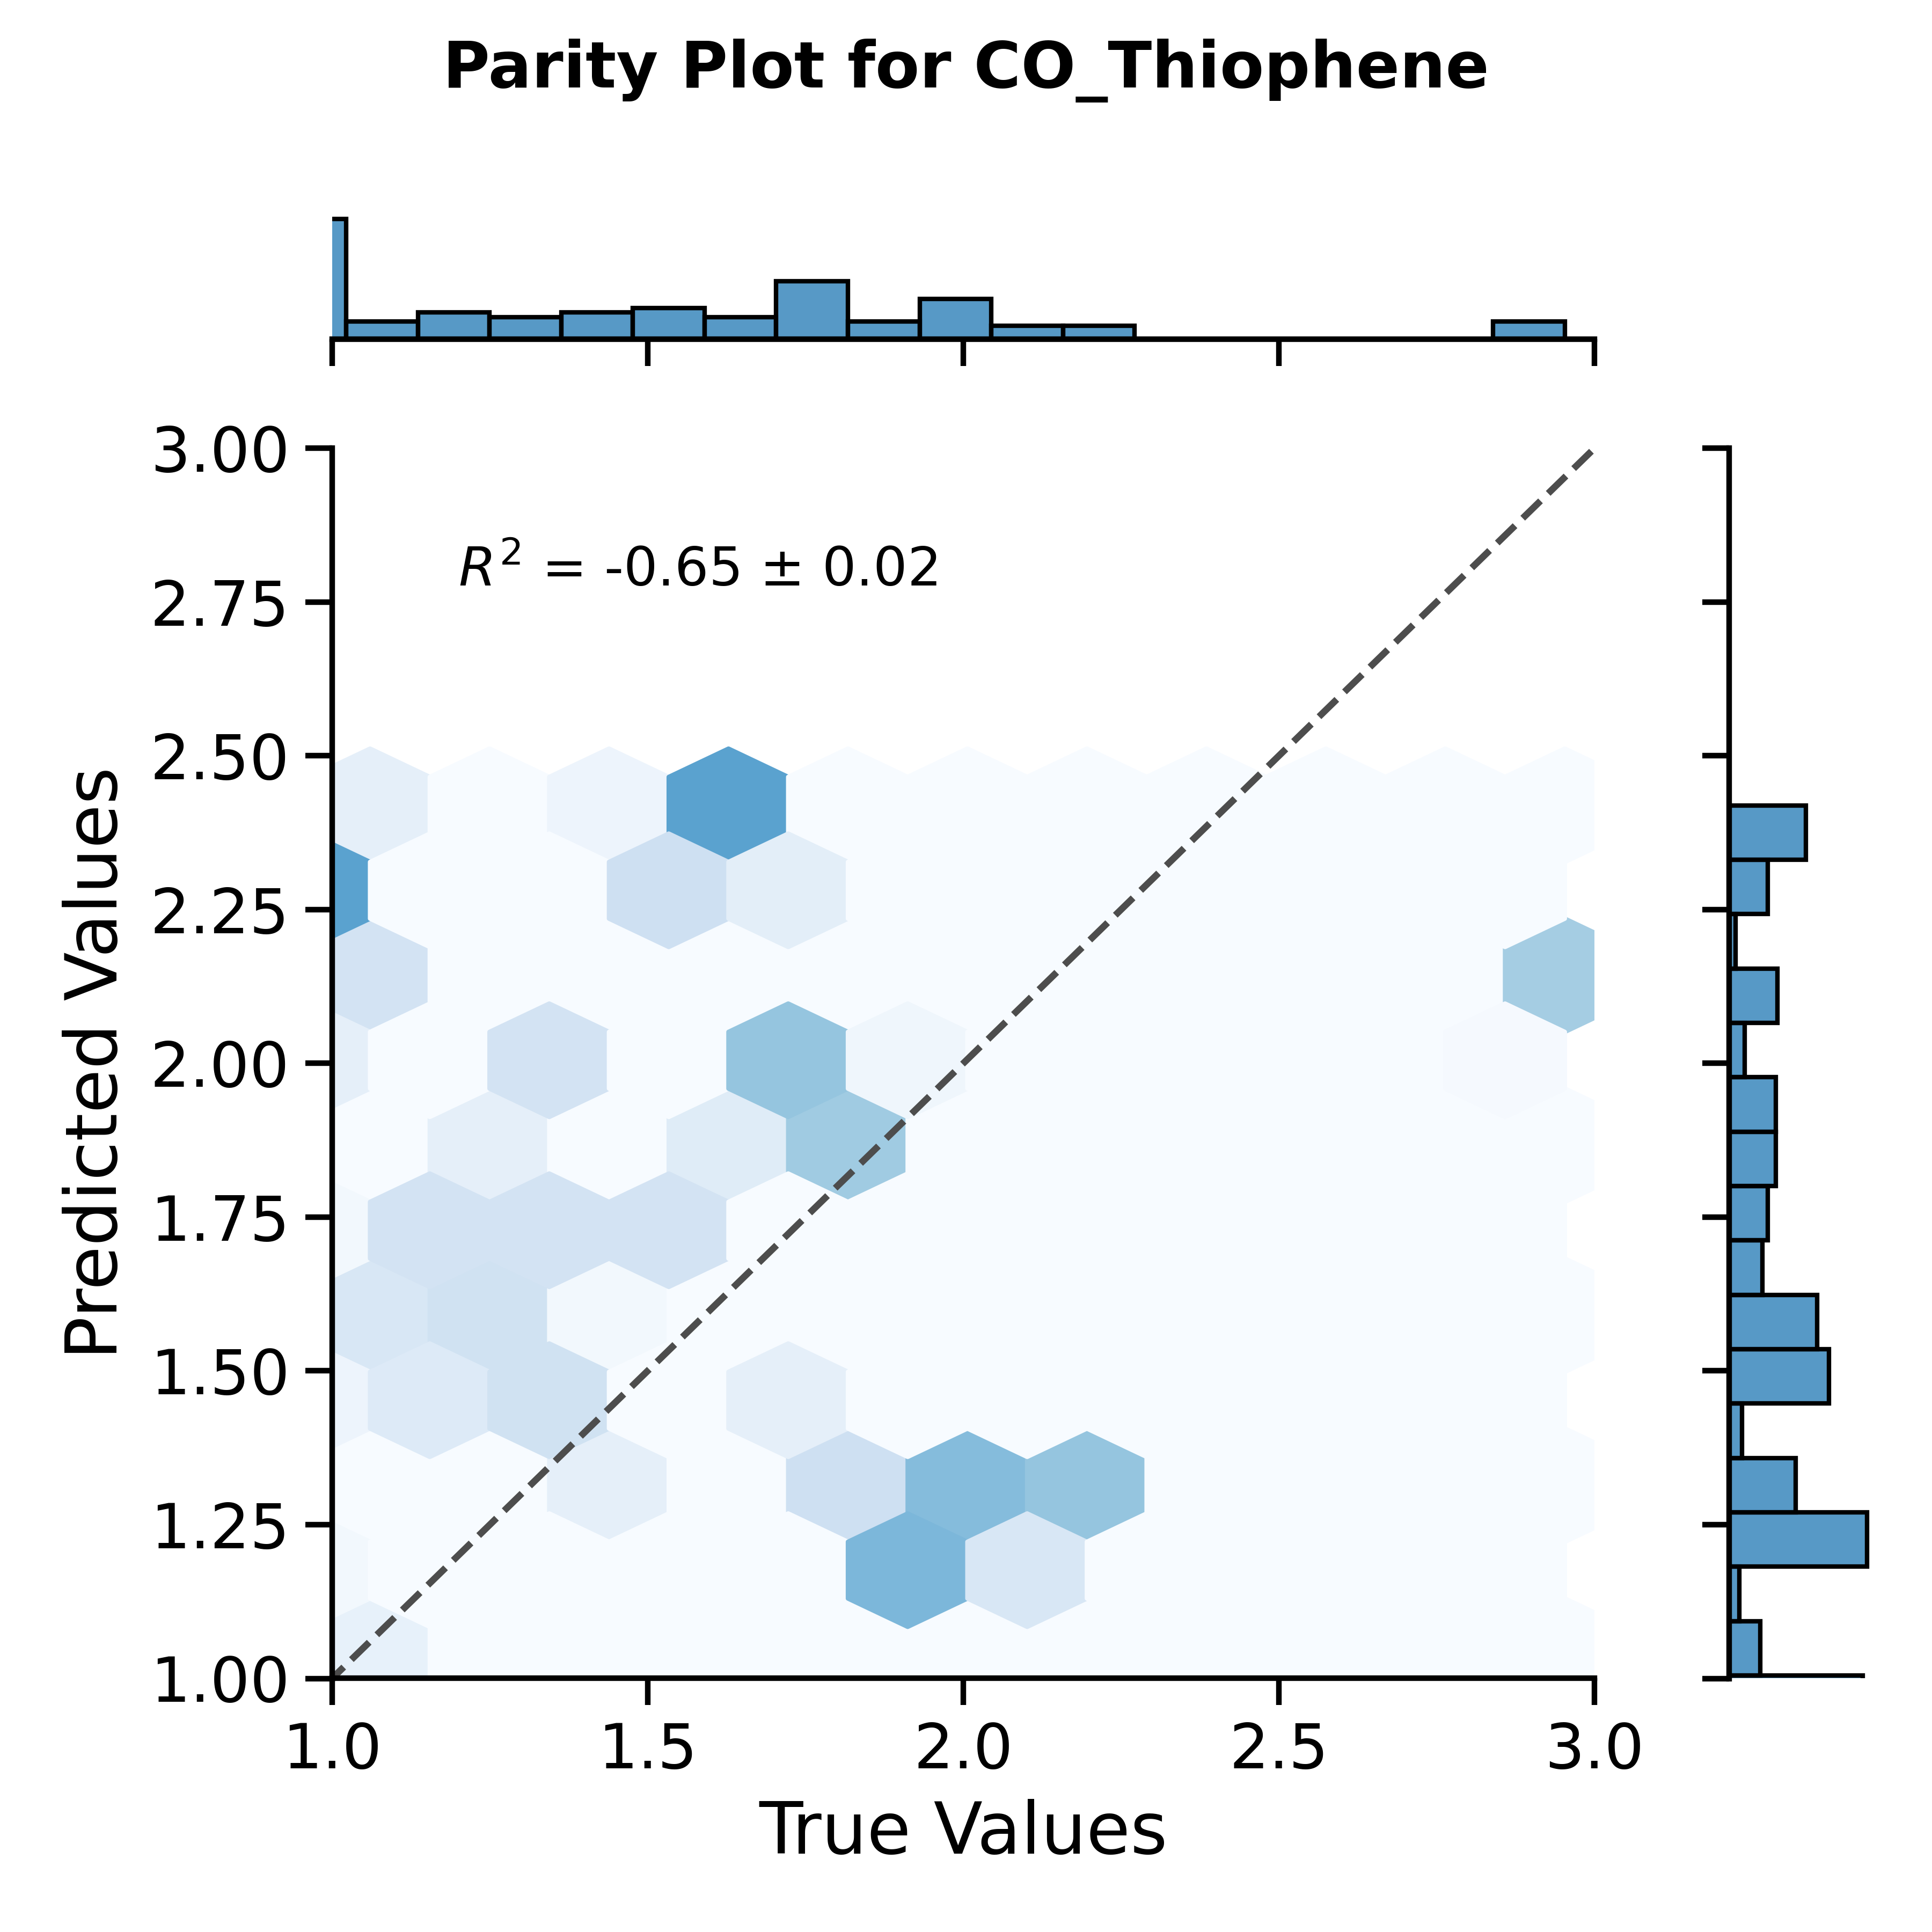 Parity Plot for CO_Thiophene
3.00
R² = -0.65 ± 0.02
2.75
2.50
2.25
2.00
1.75
1.50
1.25
1.00
Predicted Values
1.0 1.5 2.0 2.5 3.0
True Values